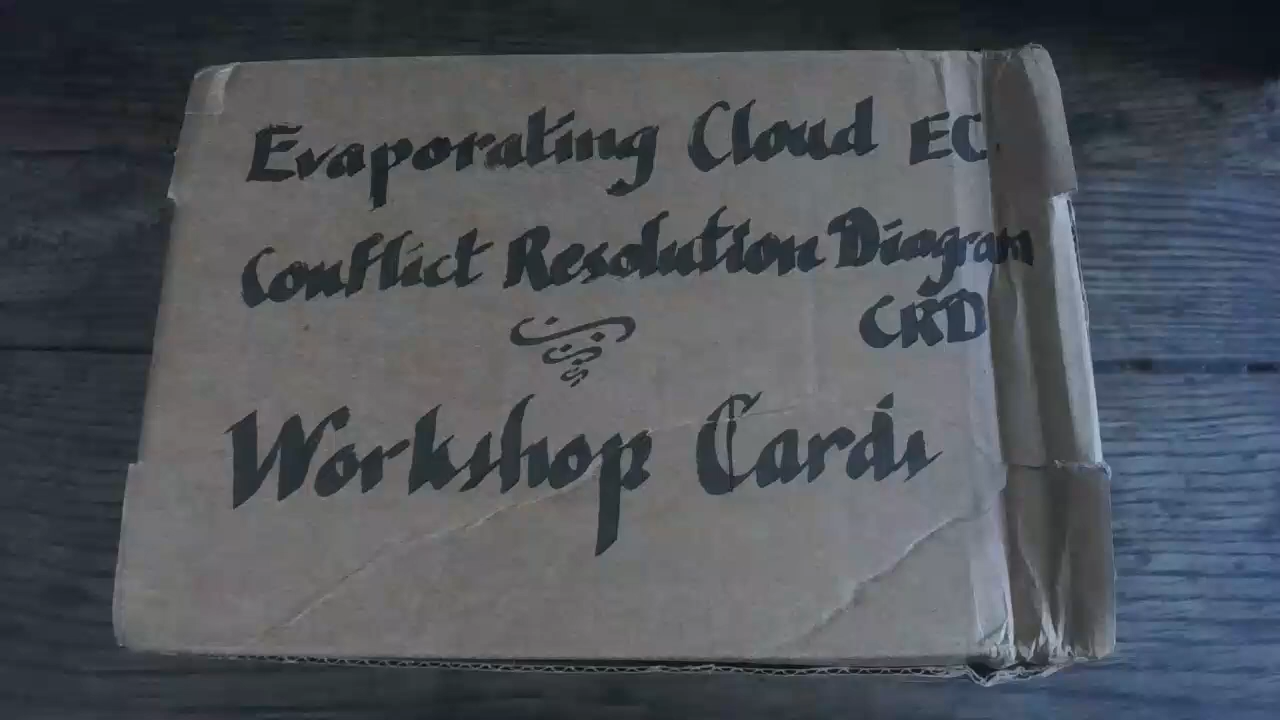 Evaporating Cloud EC
Conflict Resolution Diagram
CRD
Workshop Cards